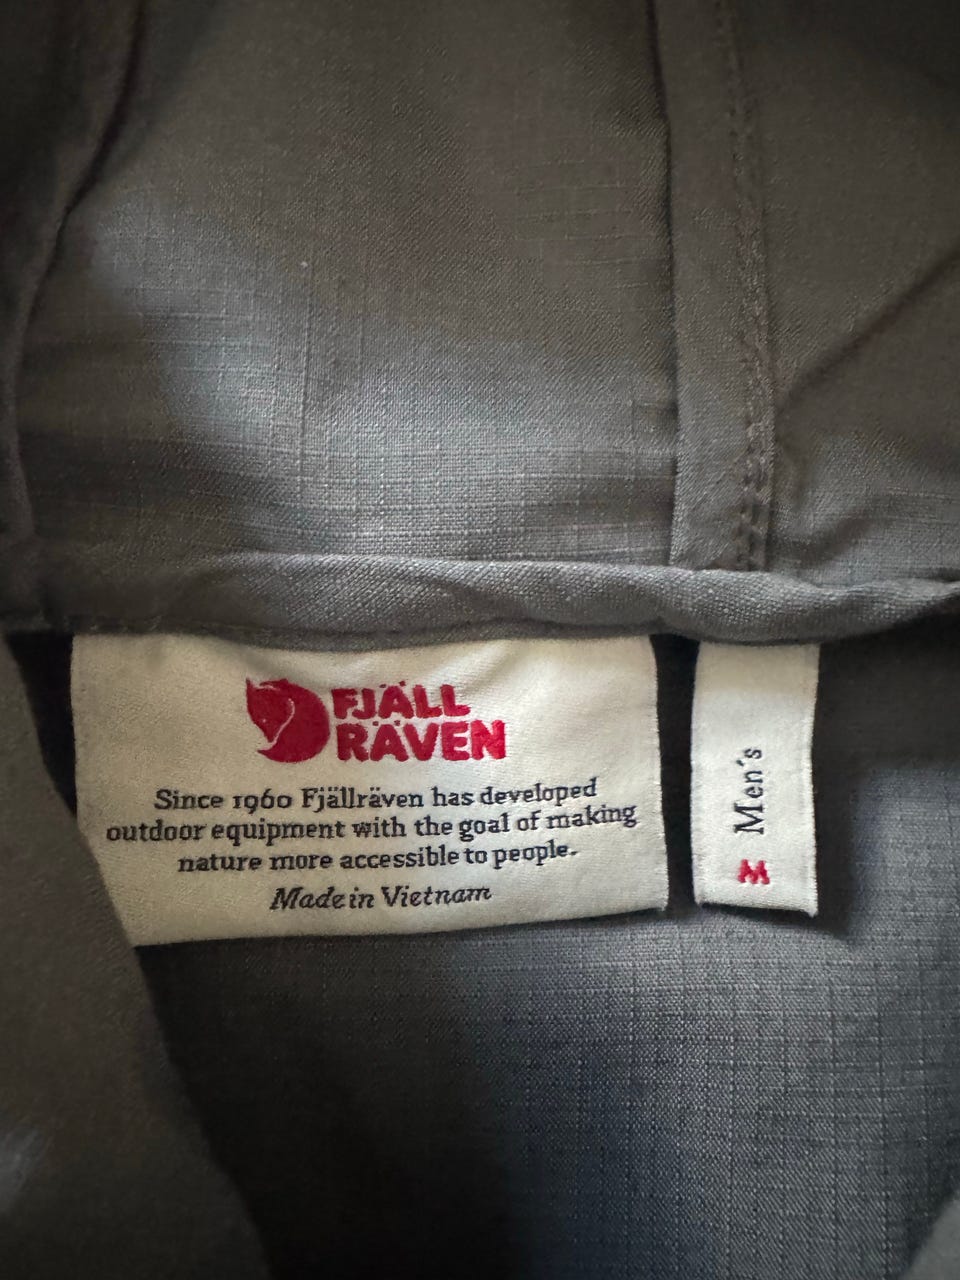 FJÄLL
RÄVEN
Since 1960 Fjällräven has developed
outdoor equipment with the goal of making
nature more accessible to people.
Made in Vietnam
Men´s
M